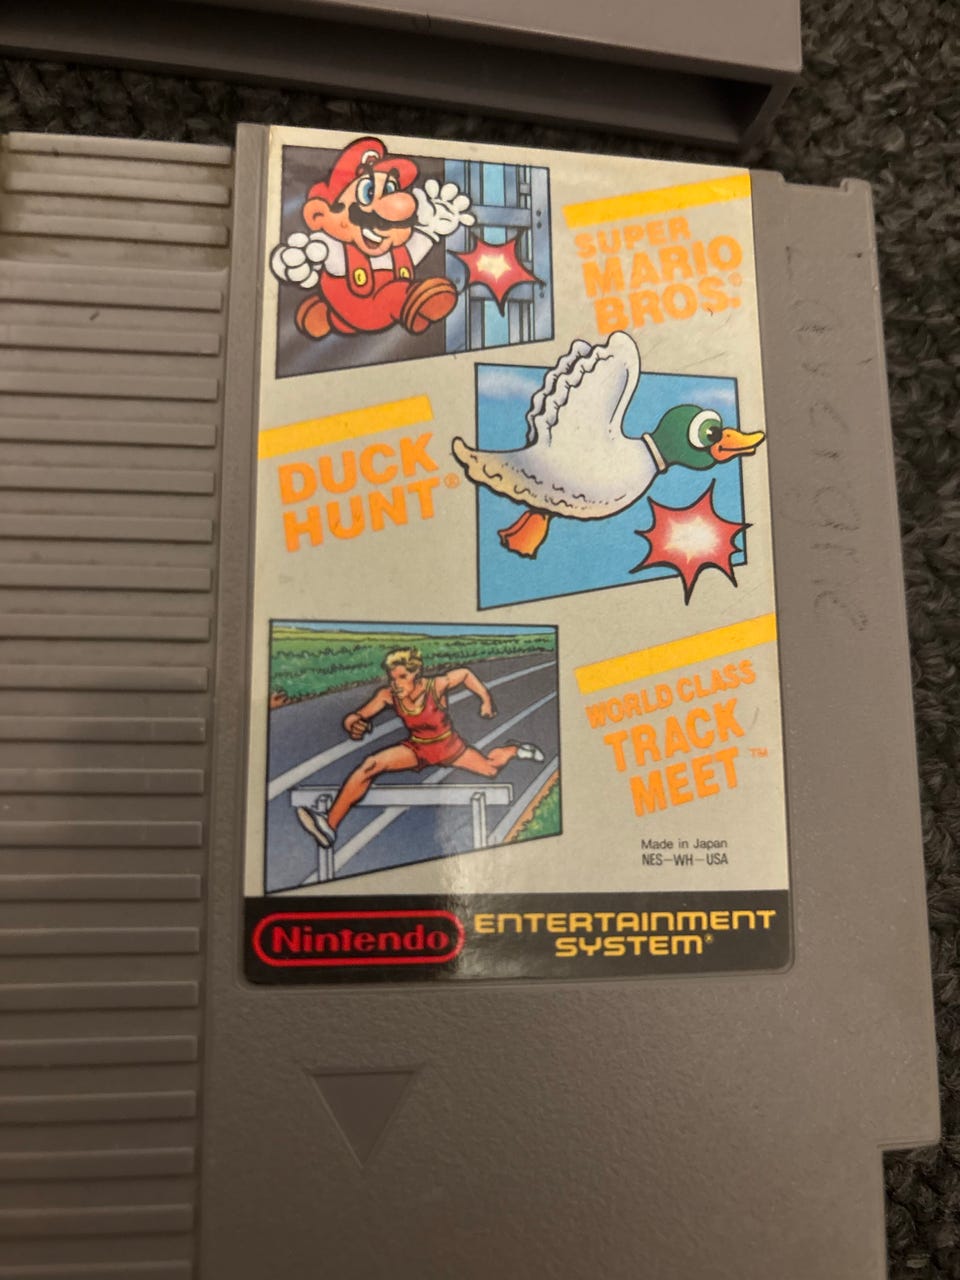 SUPER
MARIO
BROS.®
DUCK
HUNT®
WORLD CLASS
TRACK
MEET™
Made in Japan
NES-WH-USA
Nintendo®
ENTERTAINMENT
SYSTEM®